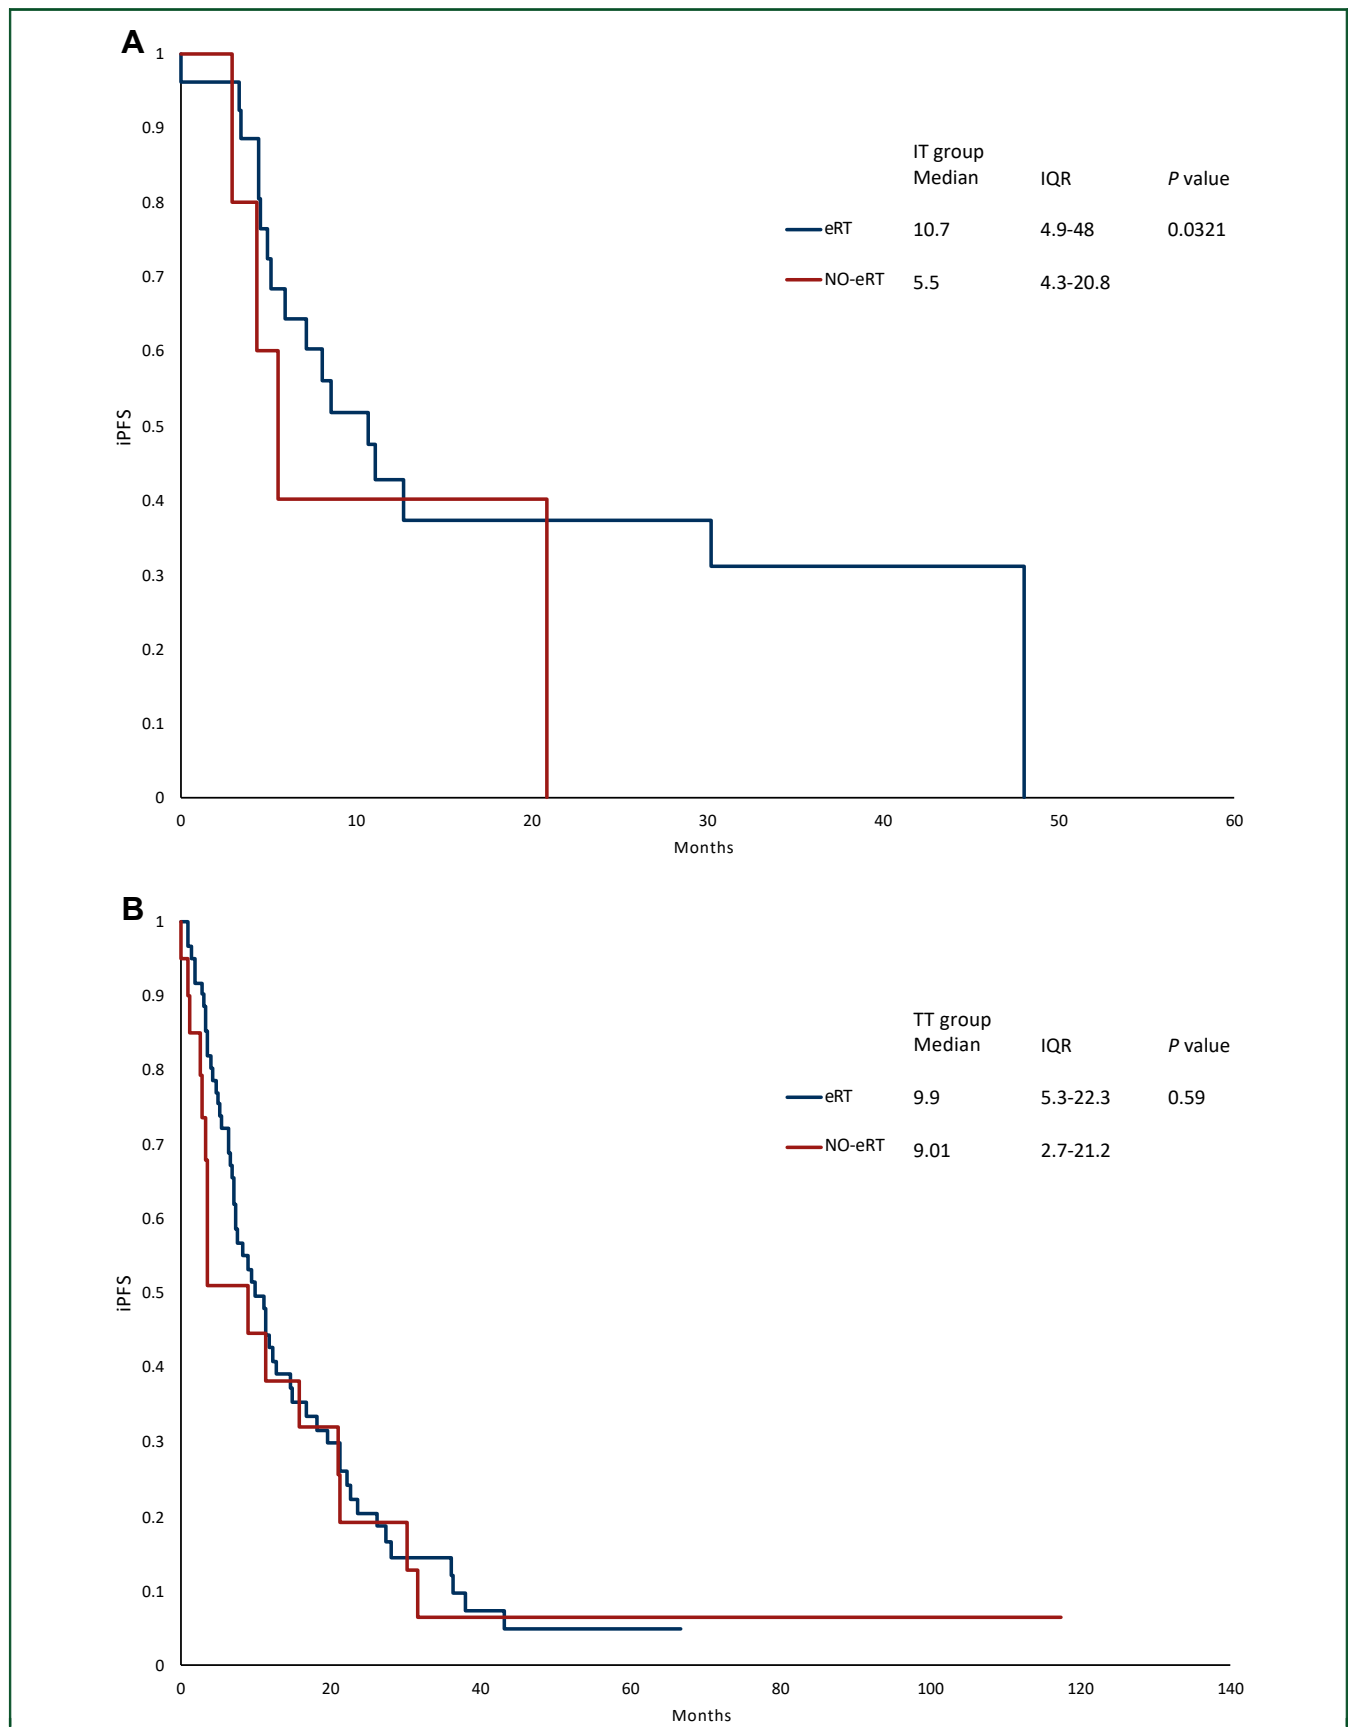 A
1
0.9
0.8
0.7
0.6
0.5
0.4
0.3
0.2
0.1
0
iPFS
IT group
Median IQR P value
eRT 10.7 4.9-48 0.0321
NO-eRT 5.5 4.3-20.8
0 10 20 30 40 50 60
Months
B
1
0.9
0.8
0.7
0.6
0.5
0.4
0.3
0.2
0.1
0
iPFS
TT group
Median IQR P value
eRT 9.9 5.3-22.3 0.59
NO-eRT 9.01 2.7-21.2
0 20 40 60 80 100 120 140
Months